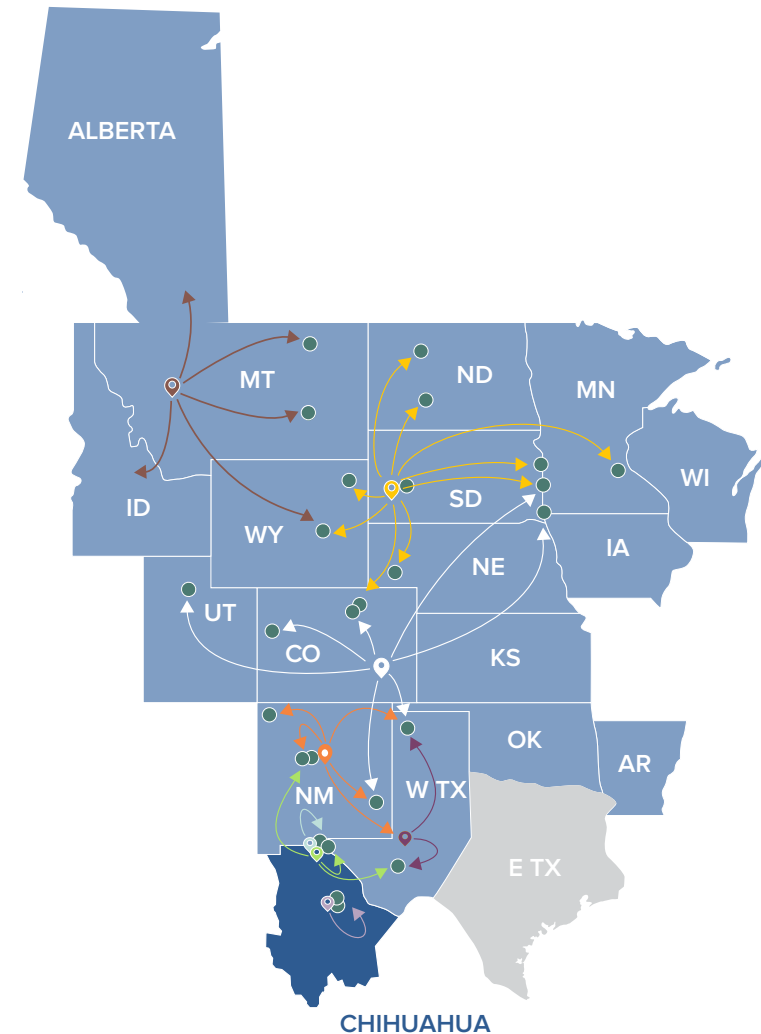 ALBERTA
MT
ND
MN
WI
ID
SD
WY
IA
NE
UT
CO
KS
OK
AR
NM
W TX
E TX
CHIHUAHUA